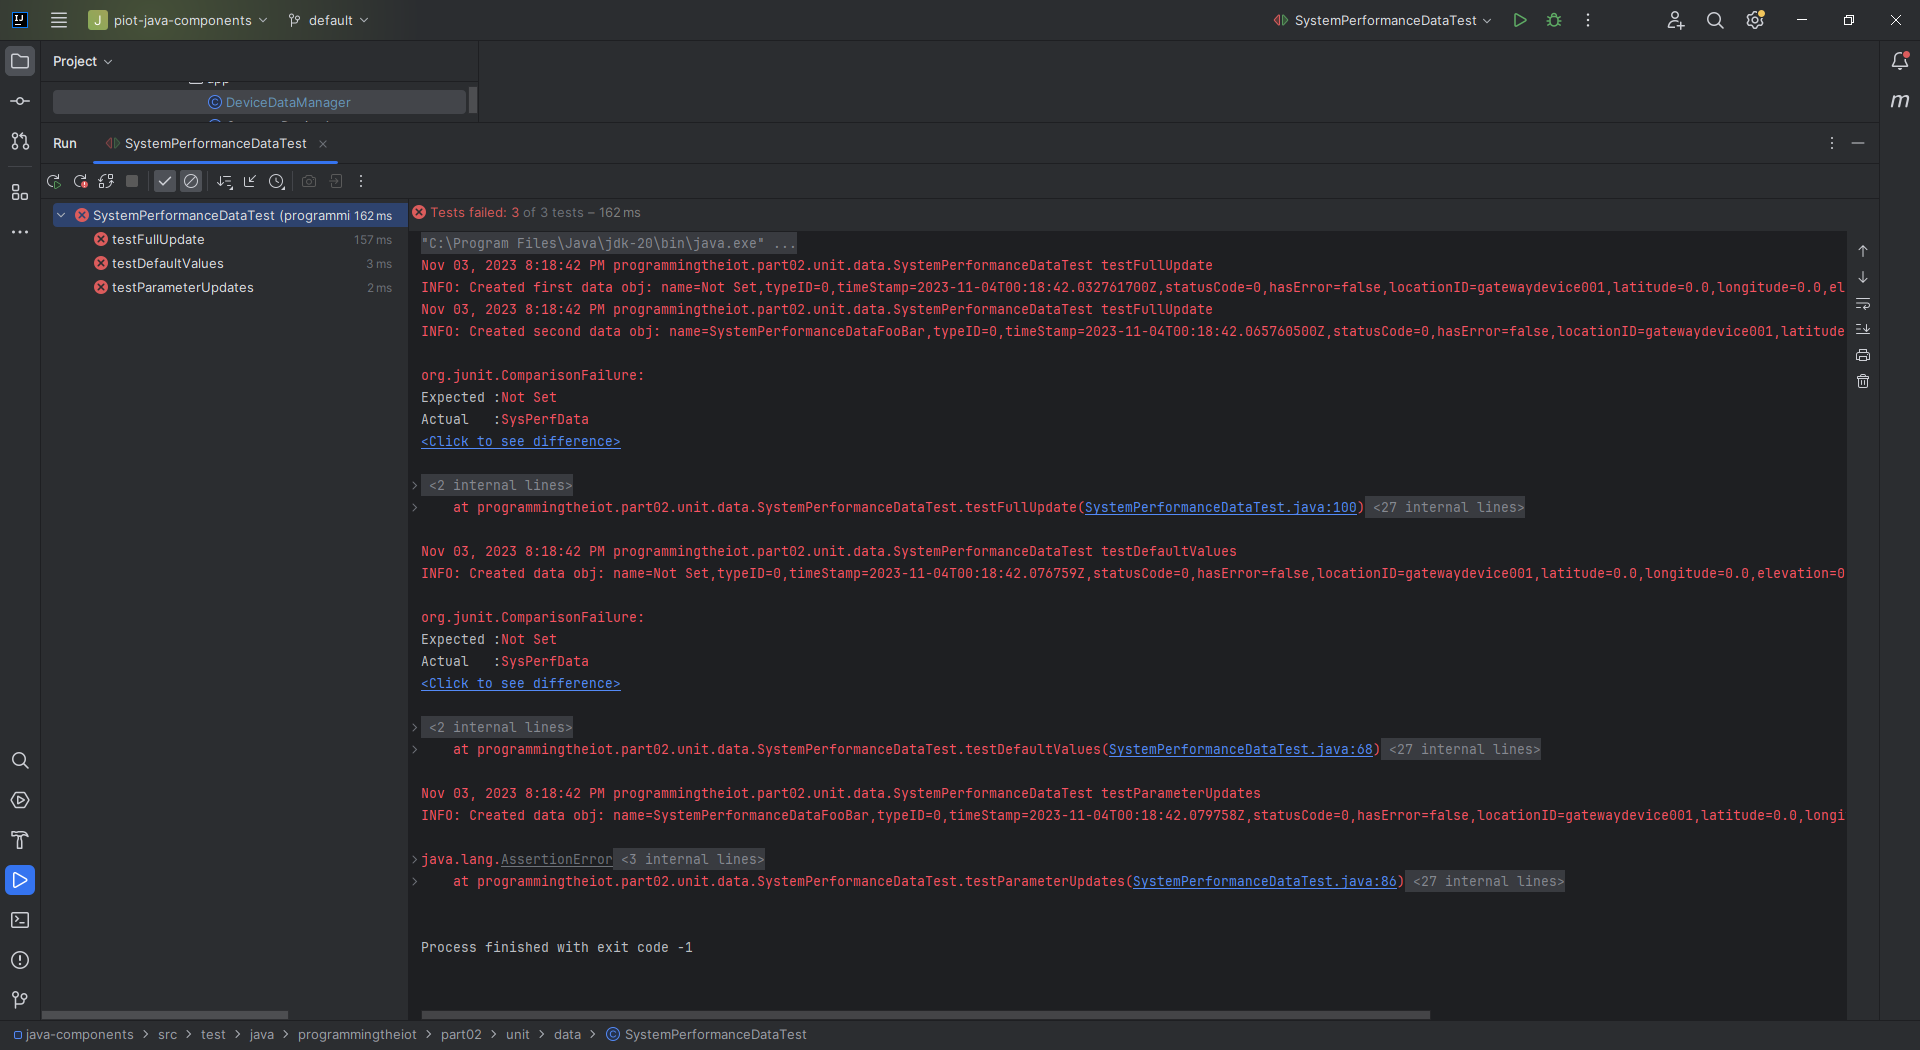 J piot-java-components default SystemPerformanceDataTest
Project
app
DeviceDataManager
Run SystemPerformanceDataTest
SystemPerformanceDataTest (programmi 162 ms
testFullUpdate 157 ms
testDefaultValues 3 ms
testParameterUpdates 2 ms
Tests failed: 3 of 3 tests – 162 ms
"C:\Program Files\Java\jdk-20\bin\java.exe" ...
Nov 03, 2023 8:18:42 PM programmingtheiot.part02.unit.data.SystemPerformanceDataTest testFullUpdate
INFO: Created first data obj: name=Not Set,typeID=0,timeStamp=2023-11-04T00:18:42.032761700Z,statusCode=0,hasError=false,locationID=gatewaydevice001,latitude=0.0,longitude=0.0,el
Nov 03, 2023 8:18:42 PM programmingtheiot.part02.unit.data.SystemPerformanceDataTest testFullUpdate
INFO: Created second data obj: name=SystemPerformanceDataFooBar,typeID=0,timeStamp=2023-11-04T00:18:42.065760500Z,statusCode=0,hasError=false,locationID=gatewaydevice001,latitude
org.junit.ComparisonFailure:
Expected :Not Set
Actual :SysPerfData
<Click to see difference>
<2 internal lines>
at programmingtheiot.part02.unit.data.SystemPerformanceDataTest.testFullUpdate(SystemPerformanceDataTest.java:100) <27 internal lines>
Nov 03, 2023 8:18:42 PM programmingtheiot.part02.unit.data.SystemPerformanceDataTest testDefaultValues
INFO: Created data obj: name=Not Set,typeID=0,timeStamp=2023-11-04T00:18:42.076759Z,statusCode=0,hasError=false,locationID=gatewaydevice001,latitude=0.0,longitude=0.0,elevation=0
org.junit.ComparisonFailure:
Expected :Not Set
Actual :SysPerfData
<Click to see difference>
<2 internal lines>
at programmingtheiot.part02.unit.data.SystemPerformanceDataTest.testDefaultValues(SystemPerformanceDataTest.java:68) <27 internal lines>
Nov 03, 2023 8:18:42 PM programmingtheiot.part02.unit.data.SystemPerformanceDataTest testParameterUpdates
INFO: Created data obj: name=SystemPerformanceDataFooBar,typeID=0,timeStamp=2023-11-04T00:18:42.079758Z,statusCode=0,hasError=false,locationID=gatewaydevice001,latitude=0.0,longi
java.lang.AssertionError <3 internal lines>
at programmingtheiot.part02.unit.data.SystemPerformanceDataTest.testParameterUpdates(SystemPerformanceDataTest.java:86) <27 internal lines>
Process finished with exit code -1
java-components > src > test > java > programmingtheiot > part02 > unit > data > SystemPerformanceDataTest